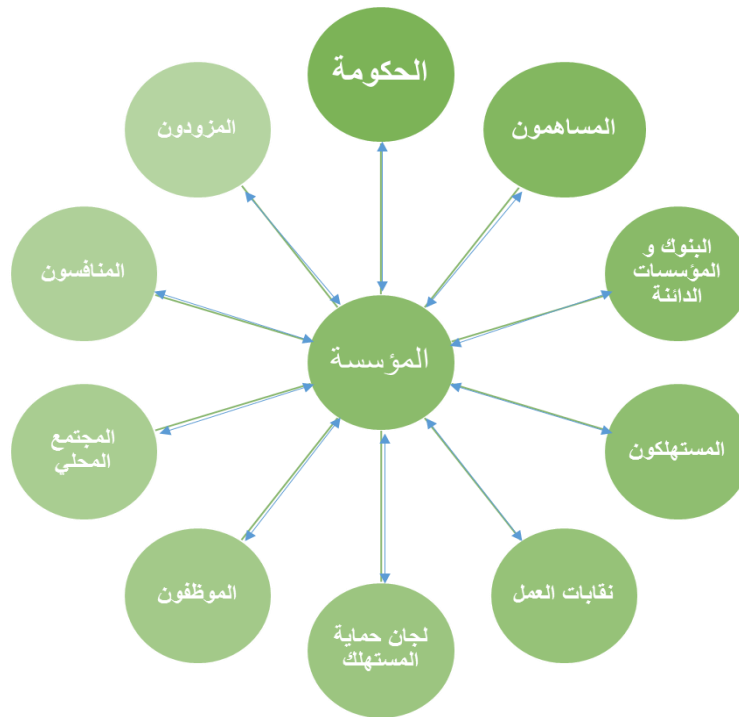 الحكومة
المساهمون
البنوك و
المؤسسات
الدائنة
المستهلكون
نقابات العمل
لجان حماية
المستهلك
الموظفون
المجتمع
المحلي
المنافسون
المزودون
المؤسسة